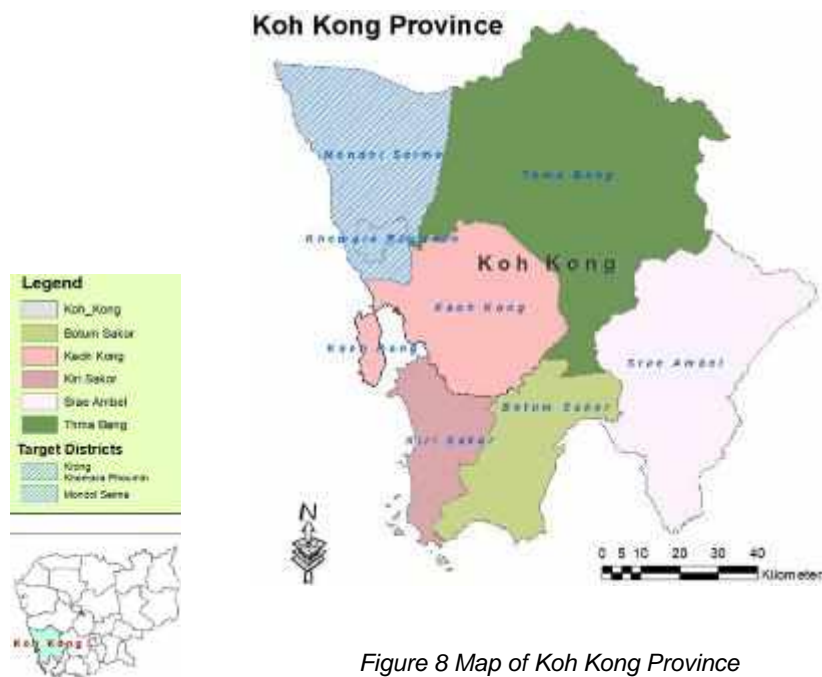 Koh Kong Province
Mondol Seima
Thma Bang
Koh Kong
Kaoh Kong
Kaoh Kong
Srae Ambel
Botum Sakor
Kiri Sakor
N
0 5 10 20 30 40
Kilometer
Legend
Koh_Kong
Botum Sakor
Kaoh Kong
Kiri Sakor
Srae Ambel
Thma Bang
Target Districts
Krong
Khemara Phoumin
Mondol Seima
Koh Kong
Figure 8 Map of Koh Kong Province